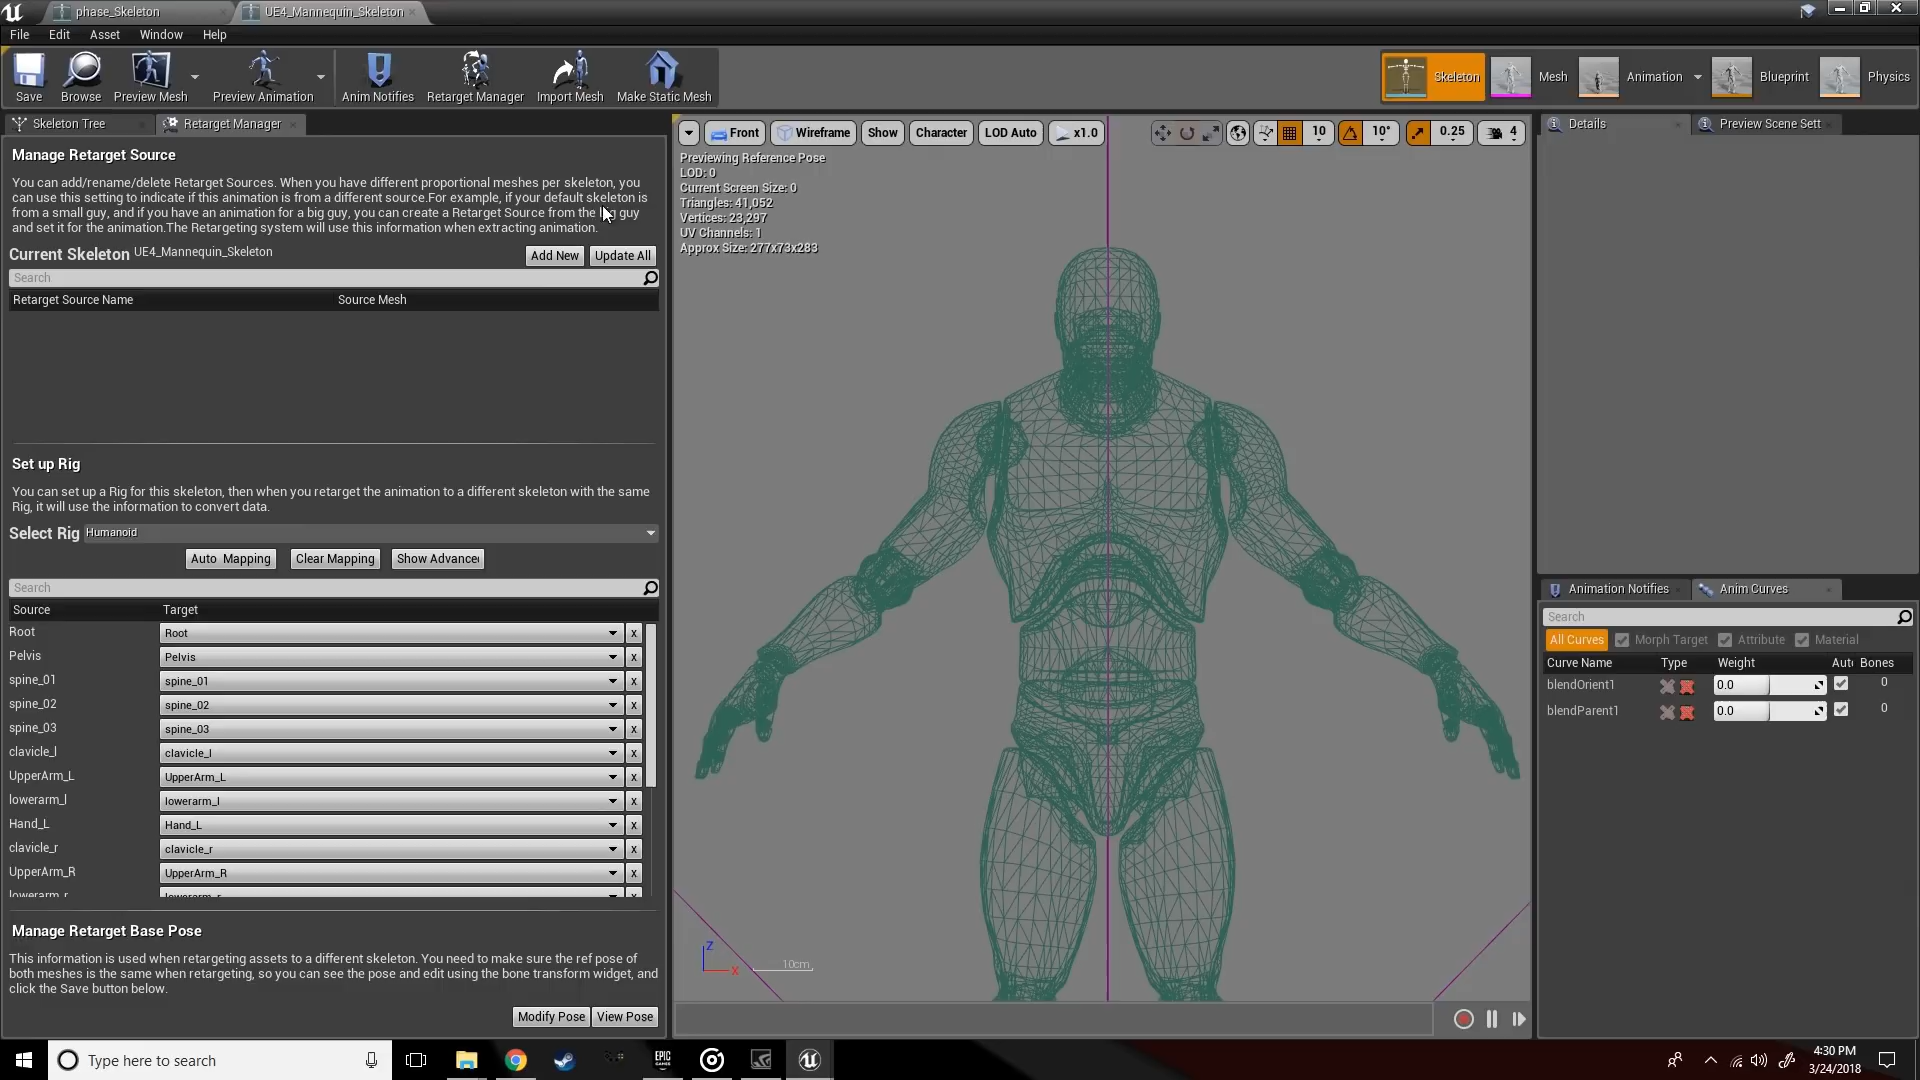 phase_Skeleton
UE4_Mannequin_Skeleton
File Edit Asset Window Help
Save
Browse
Preview Mesh
Preview Animation
Anim Notifies
Retarget Manager
Import Mesh
Make Static Mesh
Skeleton
Mesh
Animation
Blueprint
Physics
Skeleton Tree
Retarget Manager
Manage Retarget Source
You can add/rename/delete Retarget Sources. When you have different proportional meshes per skeleton, you
can use this setting to indicate if this animation is from a different source.For example, if your default skeleton is
from a small guy, and if you have an animation for a big guy, you can create a Retarget Source from the guy
and set it for the animation.The Retargeting system will use this information when extracting animation.
Current Skeleton UE4_Mannequin_Skeleton
Add New
Update All
Search
Retarget Source Name
Source Mesh
Set up Rig
You can set up a Rig for this skeleton, then when you retarget the animation to a different skeleton with the same
Rig, it will use the information to convert data.
Select Rig Humanoid
Auto Mapping
Clear Mapping
Show Advance
Search
Source
Target
Root
Root
x
Pelvis
Pelvis
x
spine_01
spine_01
x
spine_02
spine_02
x
spine_03
spine_03
x
clavicle_l
clavicle_l
x
UpperArm_L
UpperArm_L
x
lowerarm_l
lowerarm_l
x
Hand_L
Hand_L
x
clavicle_r
clavicle_r
x
UpperArm_R
UpperArm_R
x
lowerarm_r
lowerarm_r
x
Manage Retarget Base Pose
This information is used when retargeting assets to a different skeleton. You need to make sure the ref pose of
both meshes is the same when retargeting, so you can see the pose and edit using the bone transform widget, and
click the Save button below.
Modify Pose
View Pose
Front
Wireframe
Show
Character
LOD Auto
x1.0
10
10°
0.25
4
Previewing Reference Pose
LOD: 0
Current Screen Size: 0
Triangles: 41,052
Vertices: 23,297
UV Channels: 1
Approx Size: 277x73x283
Z
X
10cm
Details
Preview Scene Sett
Animation Notifies
Anim Curves
Search
All Curves
Morph Target
Attribute
Material
Curve Name
Type
Weight
Aut
Bones
blendOrient1
0.0
0
blendParent1
0.0
0
Type here to search
EPIC
GAMES
4:30 PM
3/24/2018